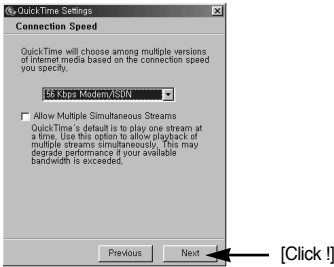 QuickTime Settings
Connection Speed
QuickTime will choose among multiple versions
of internet media based on the connection speed
you specify,
56 Kbps Modem/ISDN
Allow Multiple Simultaneous Streams
QuickTime's default is to play one stream at
a time, Use this option to allow playback of
multiple streams simultaneously, This may
degrade performance if your available
bandwidth is exceeded,
Previous
Next
[Click !]